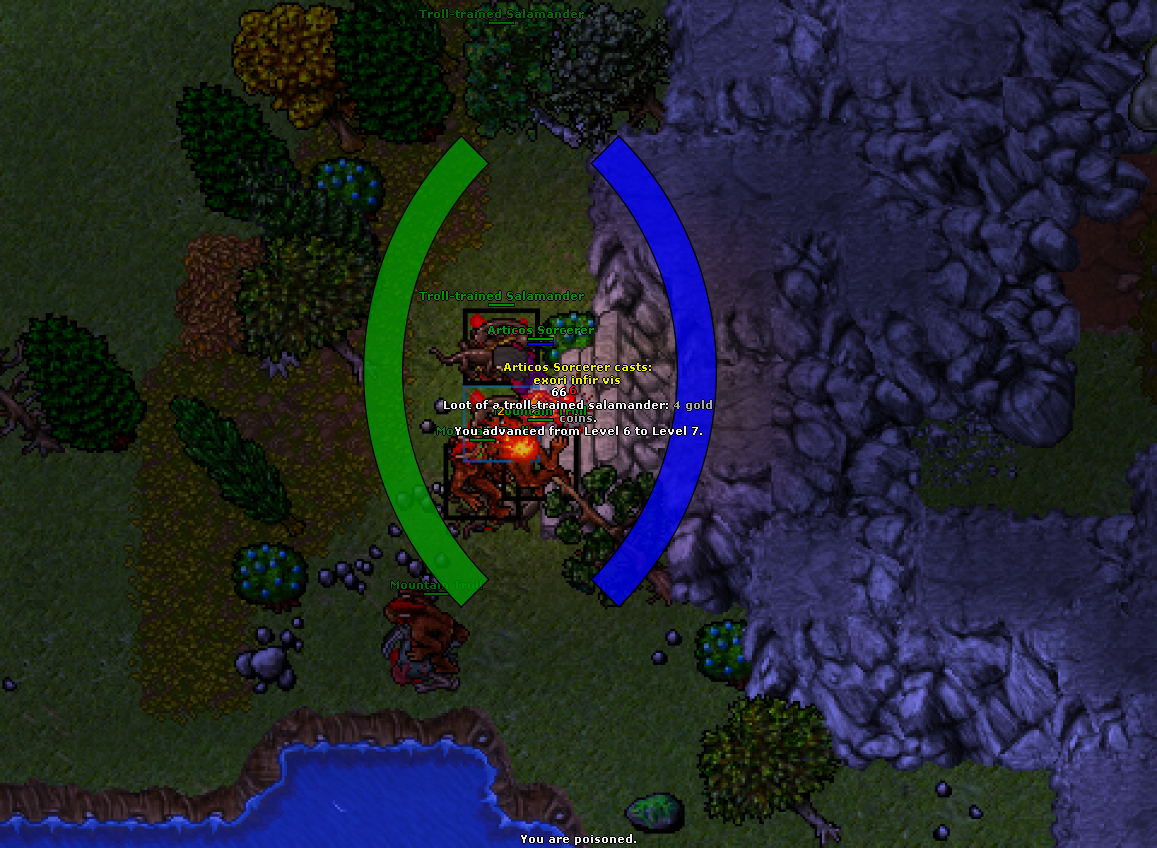 Troll-trained Salamander
Troll-trained Salamander
Articos Sorcerer
Articos Sorcerer casts:
exori infir vis
66
Loot of a troll-trained salamander: 4 gold
coins.
You advanced from Level 6 to Level 7.
Mountain
You are poisoned.